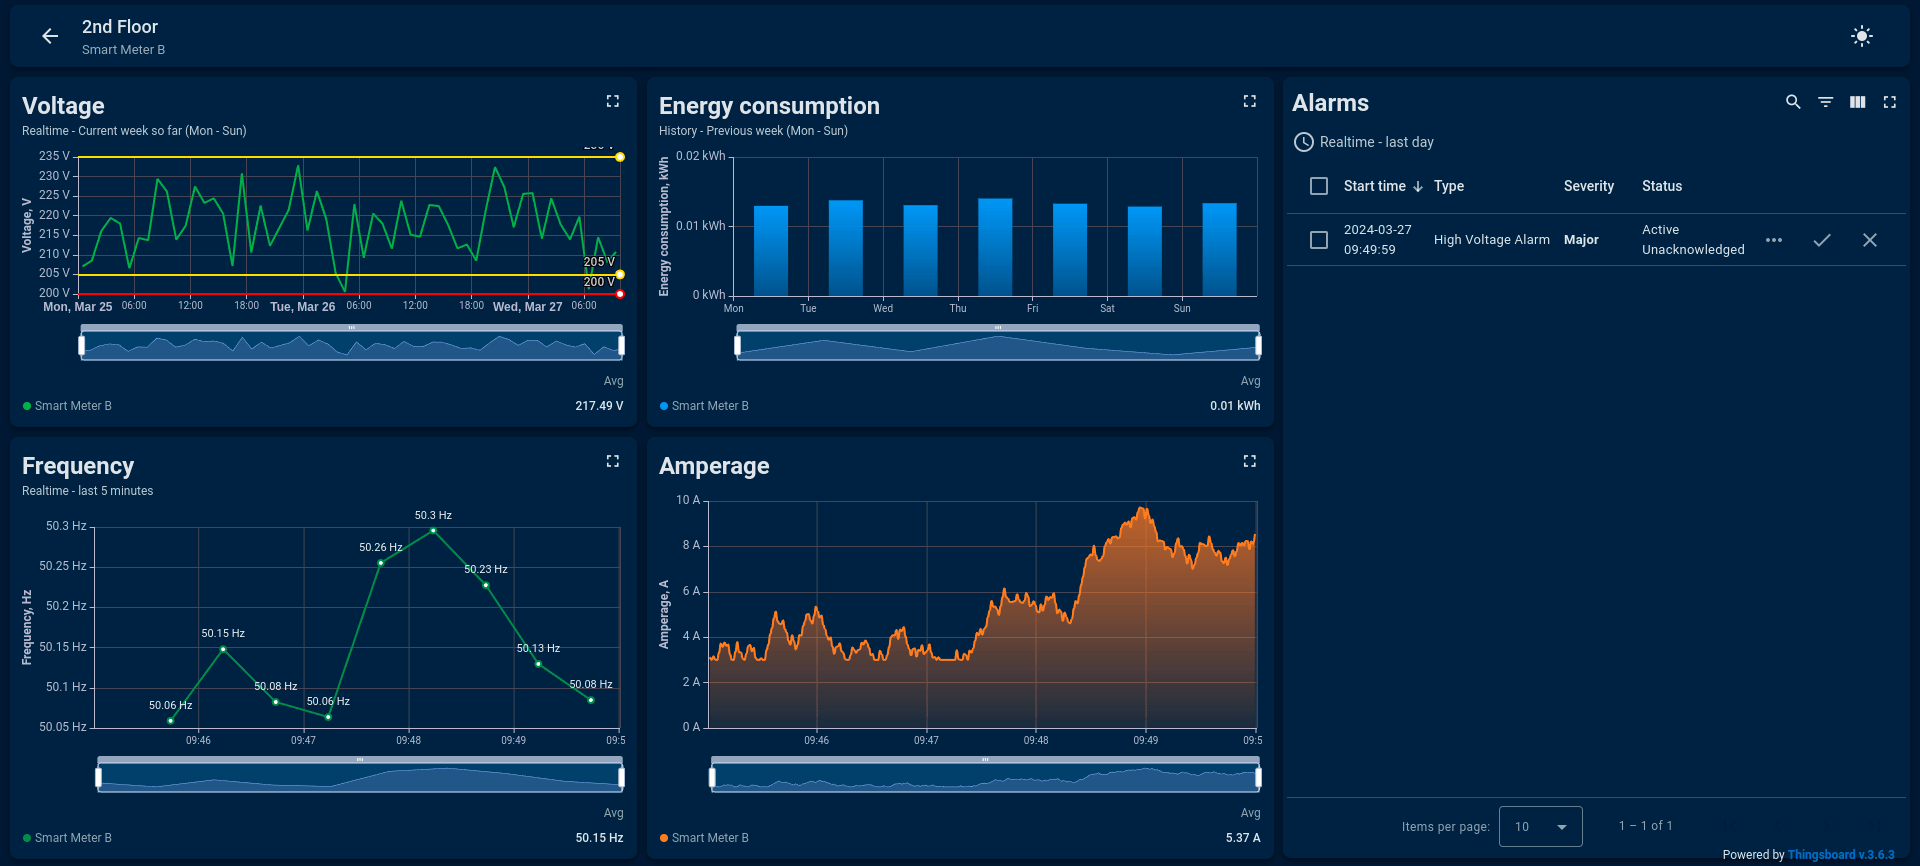 2nd Floor
Smart Meter B
Voltage
Realtime - Current week so far (Mon - Sun)
Voltage, V
235 V
230 V
225 V
220 V
215 V
210 V
205 V
200 V
205 V
200 V
Mon, Mar 25
06:00
12:00
18:00
Tue, Mar 26
06:00
12:00
18:00
Wed, Mar 27
06:00
Avg
Smart Meter B
217.49 V
Energy consumption
History - Previous week (Mon - Sun)
Energy consumption, kWh
0.02 kWh
0.01 kWh
0 kWh
Mon
Tue
Wed
Thu
Fri
Sat
Sun
Avg
Smart Meter B
0.01 kWh
Alarms
Realtime - last day
Start time
Type
Severity
Status
2024-03-27
09:49:59
High Voltage Alarm
Major
Active
Unacknowledged
Frequency
Realtime - last 5 minutes
Frequency, Hz
50.3 Hz
50.25 Hz
50.2 Hz
50.15 Hz
50.1 Hz
50.05 Hz
50.06 Hz
50.15 Hz
50.08 Hz
50.06 Hz
50.26 Hz
50.3 Hz
50.23 Hz
50.13 Hz
50.08 Hz
09:46
09:47
09:48
09:49
09:5
Avg
Smart Meter B
50.15 Hz
Amperage
Amperage, A
10 A
8 A
6 A
4 A
2 A
0 A
09:46
09:47
09:48
09:49
09:5
Avg
Smart Meter B
5.37 A
Items per page:
10
1 – 1 of 1
Powered by Thingsboard v.3.6.3